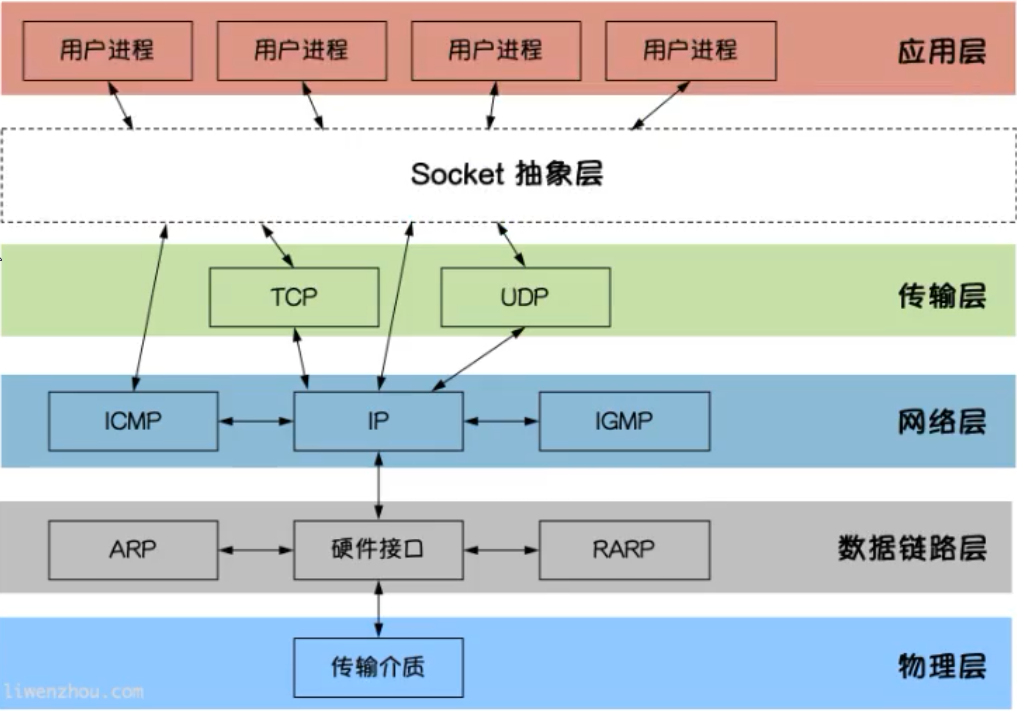 用户进程 用户进程 用户进程 用户进程 应用层
Socket 抽象层
TCP UDP 传输层
ICMP IP IGMP 网络层
ARP 硬件接口 RARP 数据链路层
传输介质 物理层
liwenzhou.com